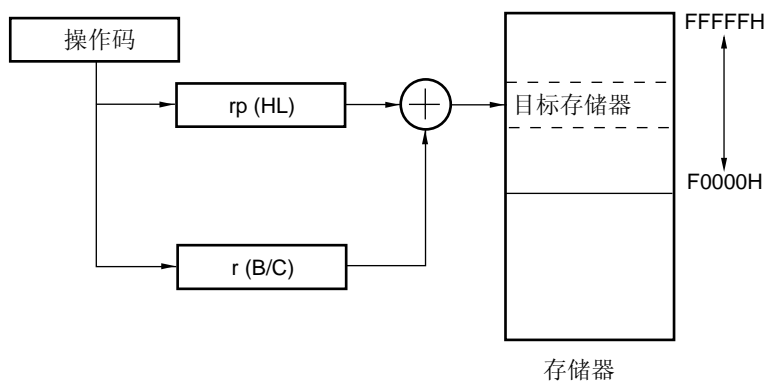 操作码
FFFFFH
rp (HL)
目标存储器
F0000H
r (B/C)
存储器